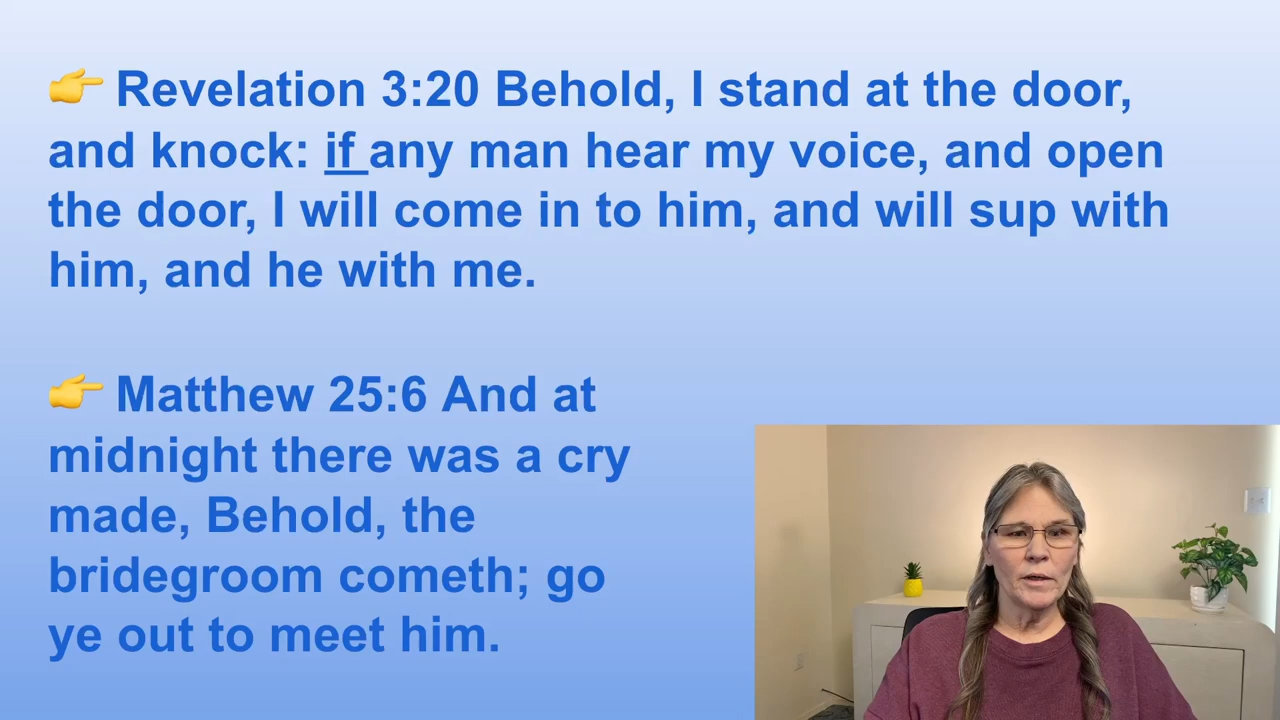 👉 Revelation 3:20 Behold, I stand at the door,
and knock: if any man hear my voice, and open
the door, I will come in to him, and will sup with
him, and he with me.
👉 Matthew 25:6 And at
midnight there was a cry
made, Behold, the
bridegroom cometh; go
ye out to meet him.